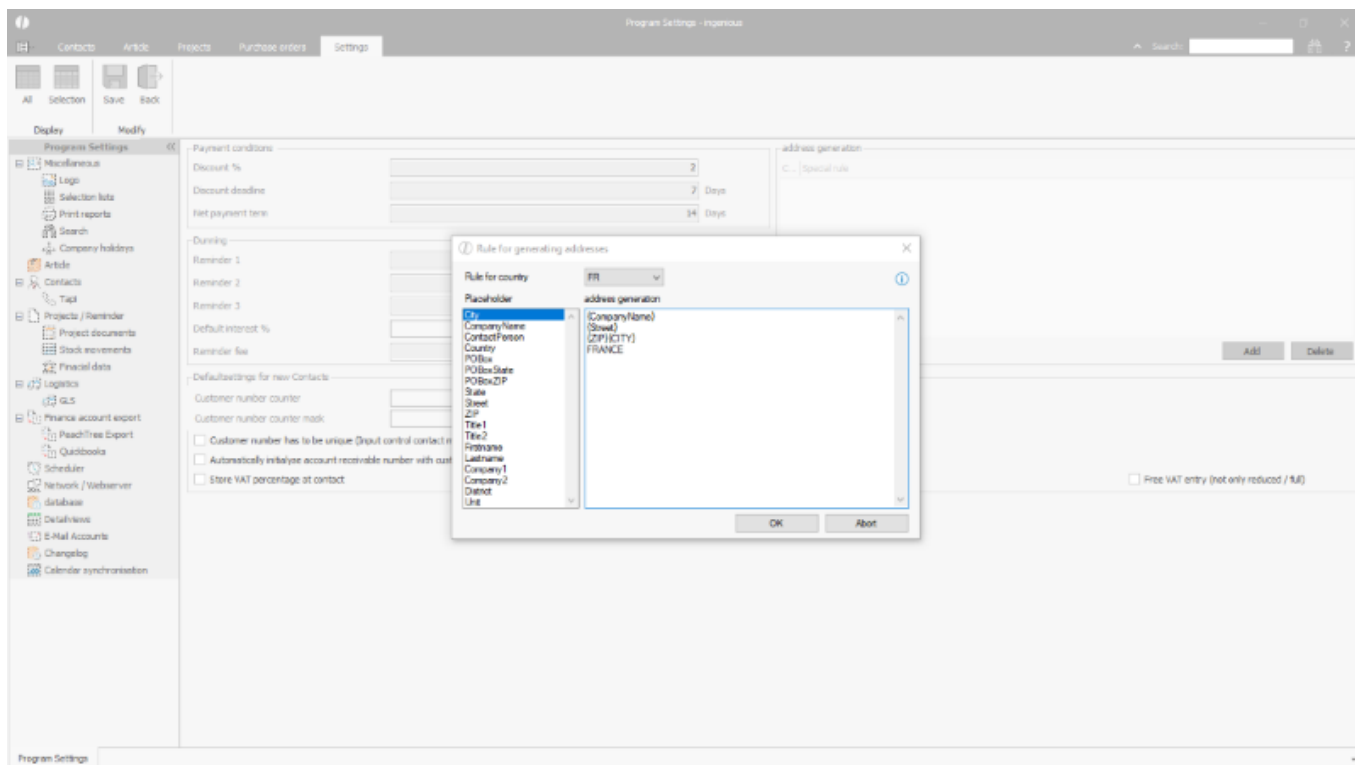 Program Settings - ingenious
Contacts Article Projects Purchase orders Settings
Search: ?
All Selection Save Back
Display Modify
Program Settings
Miscellaneous
Logo
Selection lists
Print reports
Search
Company holidays
Article
Contacts
Tapi
Projects / Reminder
Project documents
Stock movements
Finacial data
Logistics
GLS
Finance account export
PeachTree Export
Quickbooks
Scheduler
Network / Webserver
database
Detailviews
E-Mail Accounts
Changelog
Calendar synchronisation
Payment conditions
Discount % 2
Discount deadline 7 Days
Net payment term 14 Days
Dunning
Reminder 1
Reminder 2
Reminder 3
Default interest %
Reminder fee
Defaultsettings for new Contacts
Customer number counter
Customer number counter mask
Customer number has to be unique (Input control contact
Automatically initialyse account receivable number with
Store VAT percentage at contact
Free VAT entry (not only reduced / full)
address generation
C... Special rule
Add Delete
Rule for generating addresses
Rule for country FR
Placeholder address generation
City
CompanyName
ContactPerson
Country
POBox
POBoxState
POBoxZIP
State
Street
ZIP
Title1
Title2
Firstname
Lastname
Company1
Company2
District
Unit
{CompanyName}
{Street}
{ZIP}{CITY}
FRANCE
OK Abort
Program Settings